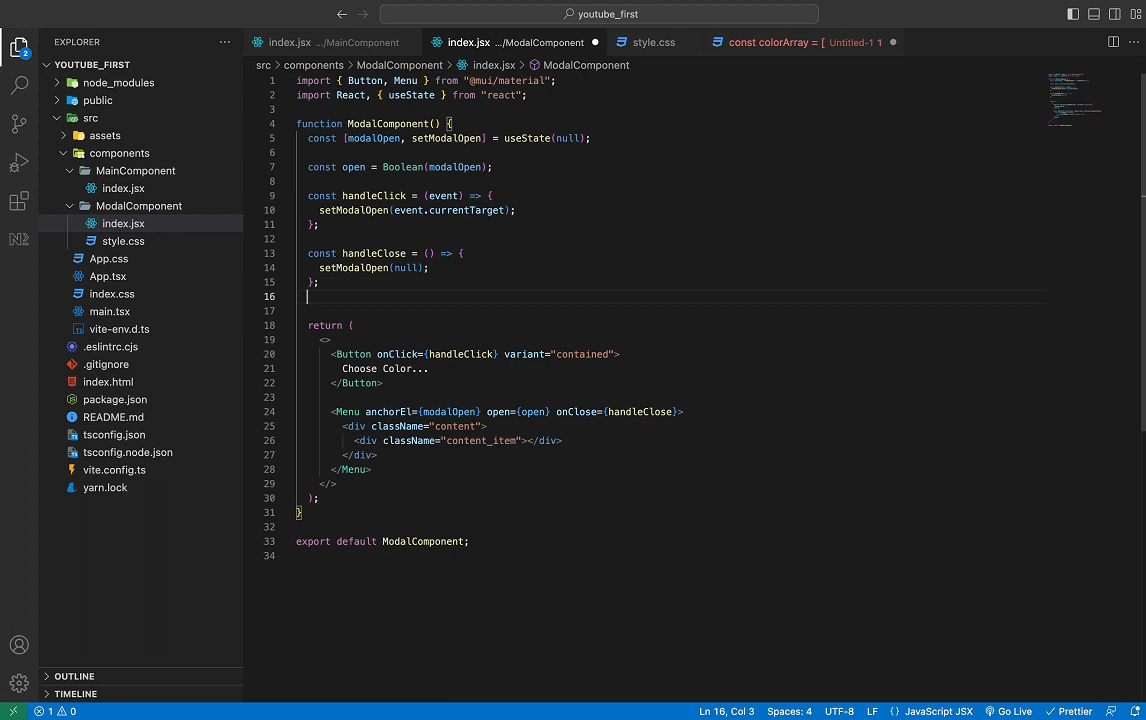 youtube_first
EXPLORER
index.jsx .../MainComponent
index.jsx .../ModalComponent
style.css
const colorArray = [ Untitled-1 1
YOUTUBE_FIRST
src > components > ModalComponent > index.jsx > ModalComponent
node_modules
public
src
assets
components
MainComponent
index.jsx
ModalComponent
index.jsx
style.css
App.css
App.tsx
index.css
main.tsx
vite-env.d.ts
.eslintrc.cjs
.gitignore
index.html
package.json
README.md
tsconfig.json
tsconfig.node.json
vite.config.ts
yarn.lock
OUTLINE
TIMELINE
1 import { Button, Menu } from "@mui/material";
2 import React, { useState } from "react";
3
4 function ModalComponent() {
5 const [modalOpen, setModalOpen] = useState(null);
6
7 const open = Boolean(modalOpen);
8
9 const handleClick = (event) => {
10 setModalOpen(event.currentTarget);
11 };
12
13 const handleClose = () => {
14 setModalOpen(null);
15 };
16
17
18 return (
19 <>
20 <Button onClick={handleClick} variant="contained">
21 Choose Color...
22 </Button>
23
24 <Menu anchorEl={modalOpen} open={open} onClose={handleClose}>
25 <div className="content">
26 <div className="content_item"></div>
27 </div>
28 </Menu>
29 </>
30 );
31 }
32
33 export default ModalComponent;
34
2
1 0
Ln 16, Col 3 Spaces: 4 UTF-8 LF { } JavaScript JSX Go Live Prettier